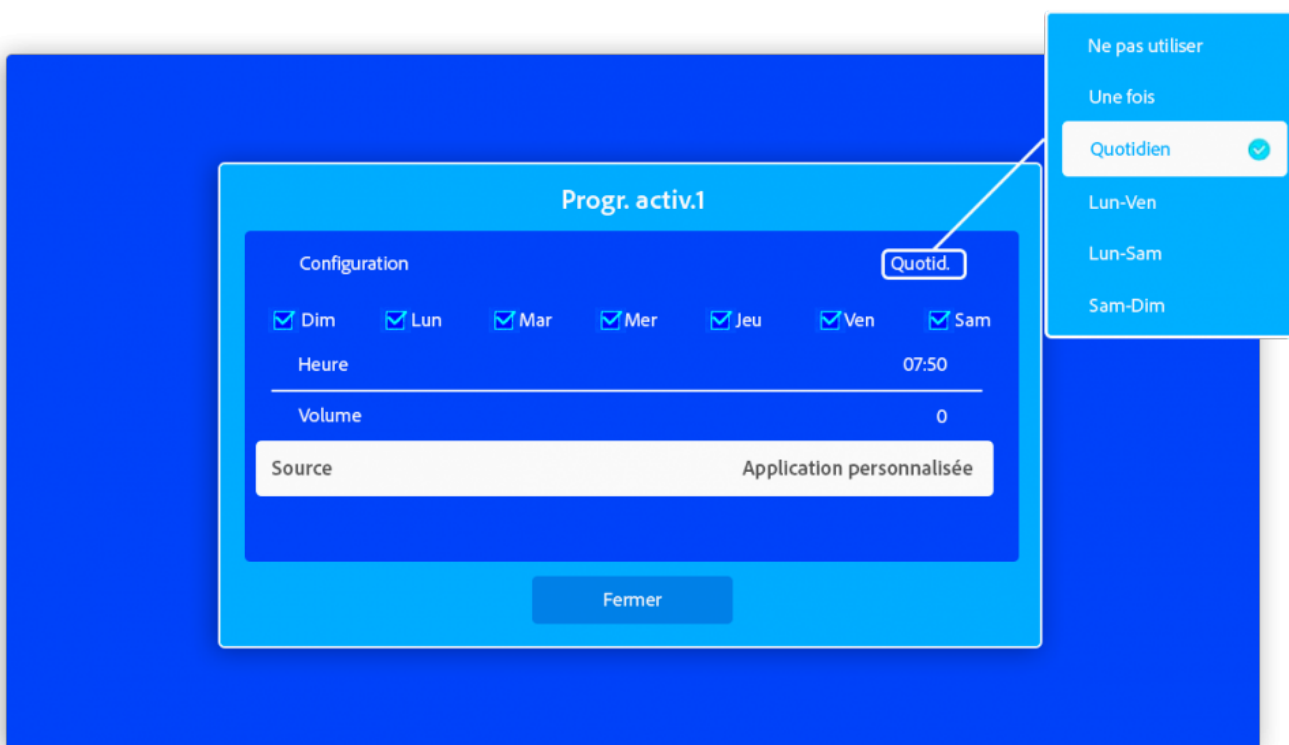 Ne pas utiliser
Une fois
Quotidien
Lun-Ven
Lun-Sam
Sam-Dim
Progr. activ.1
Configuration Quotid.
Dim Lun Mar Mer Jeu Ven Sam
Heure 07:50
Volume 0
Source Application personnalisée
Fermer